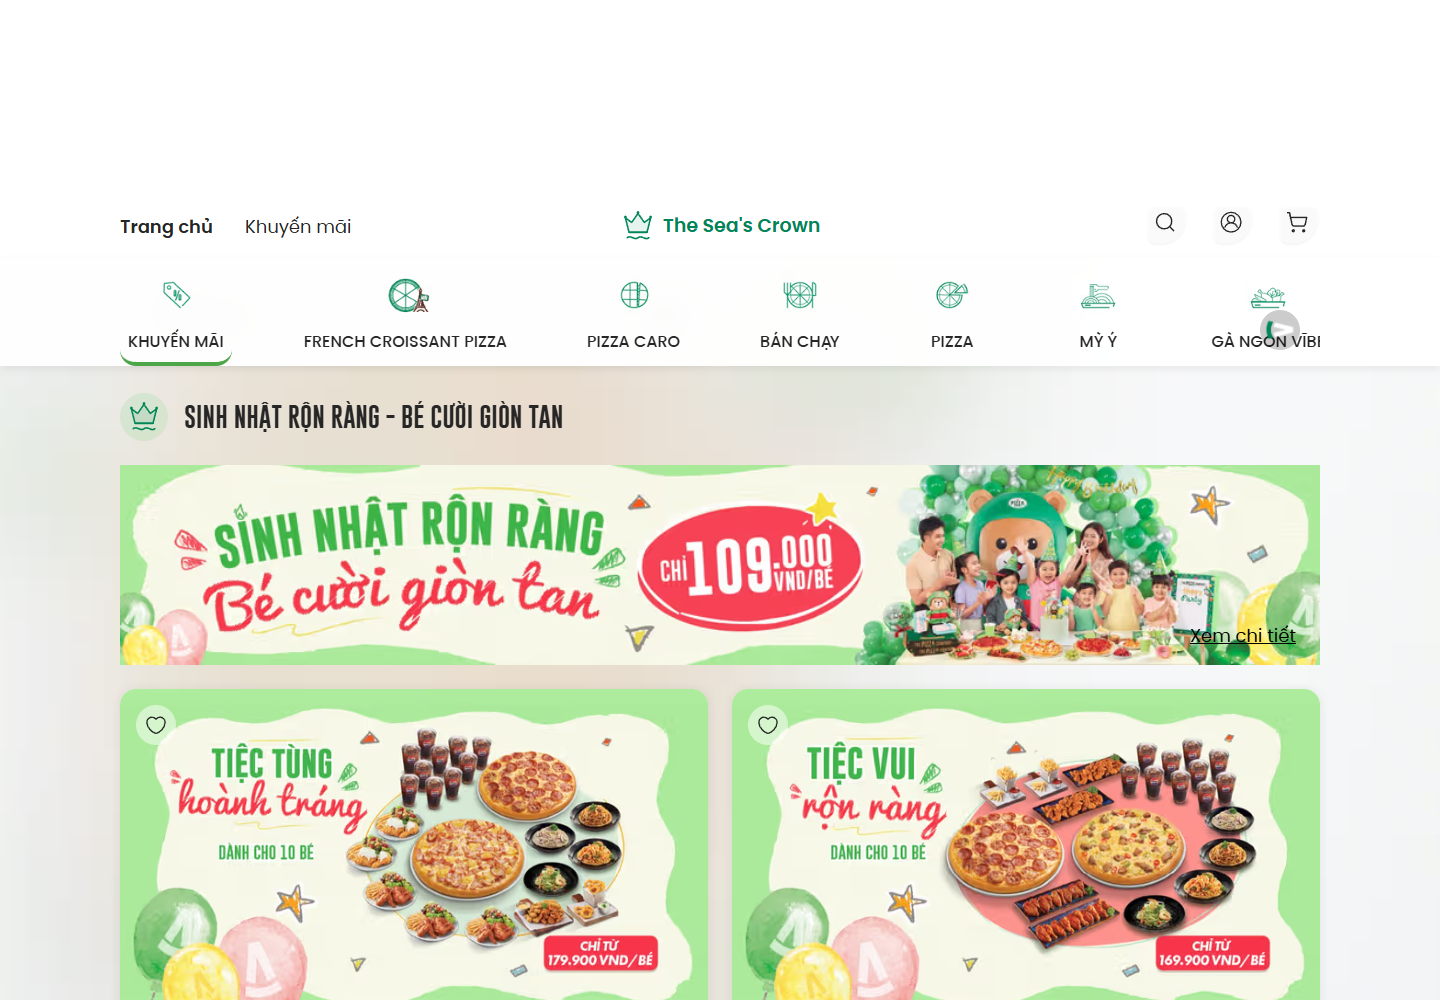 Trang chủ
Khuyến mãi
The Sea's Crown
KHUYẾN MÃI
FRENCH CROISSANT PIZZA
PIZZA CARO
BÁN CHẠY
PIZZA
MỲ Ý
GÀ NGON VĨBE
SINH NHẬT RỘN RÀNG - BÉ CƯỜI GIÒN TAN
SINH NHẬT RỘN RÀNG
Bé cười giòn tan
CHỈ 109.000
VND/BÉ
Xem chi tiết
TIỆC TÙNG
hoành tráng
DÀNH CHO 10 BÉ
CHỈ TỪ
179.900 VND/BÉ
TIỆC VUI
rộn ràng
DÀNH CHO 10 BÉ
CHỈ TỪ
169.900 VND/BÉ